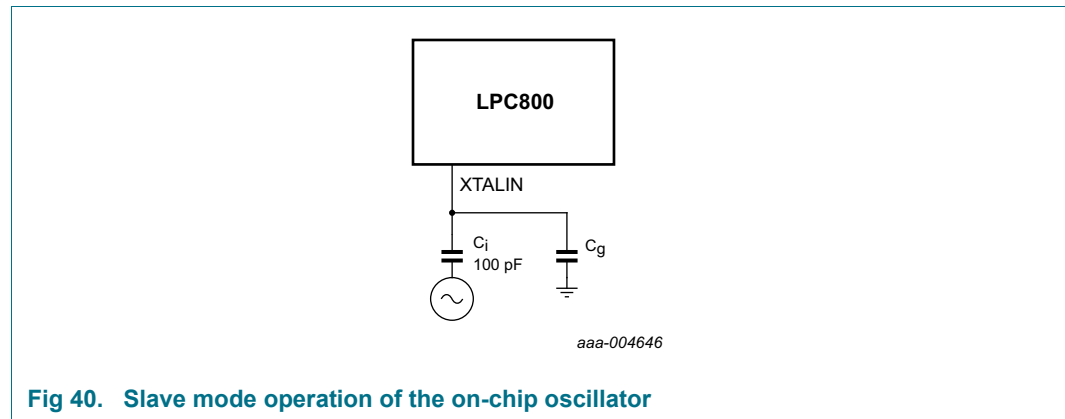 LPC800
XTALIN
Ci
100 pF
Cg
aaa-004646
Fig 40. Slave mode operation of the on-chip oscillator